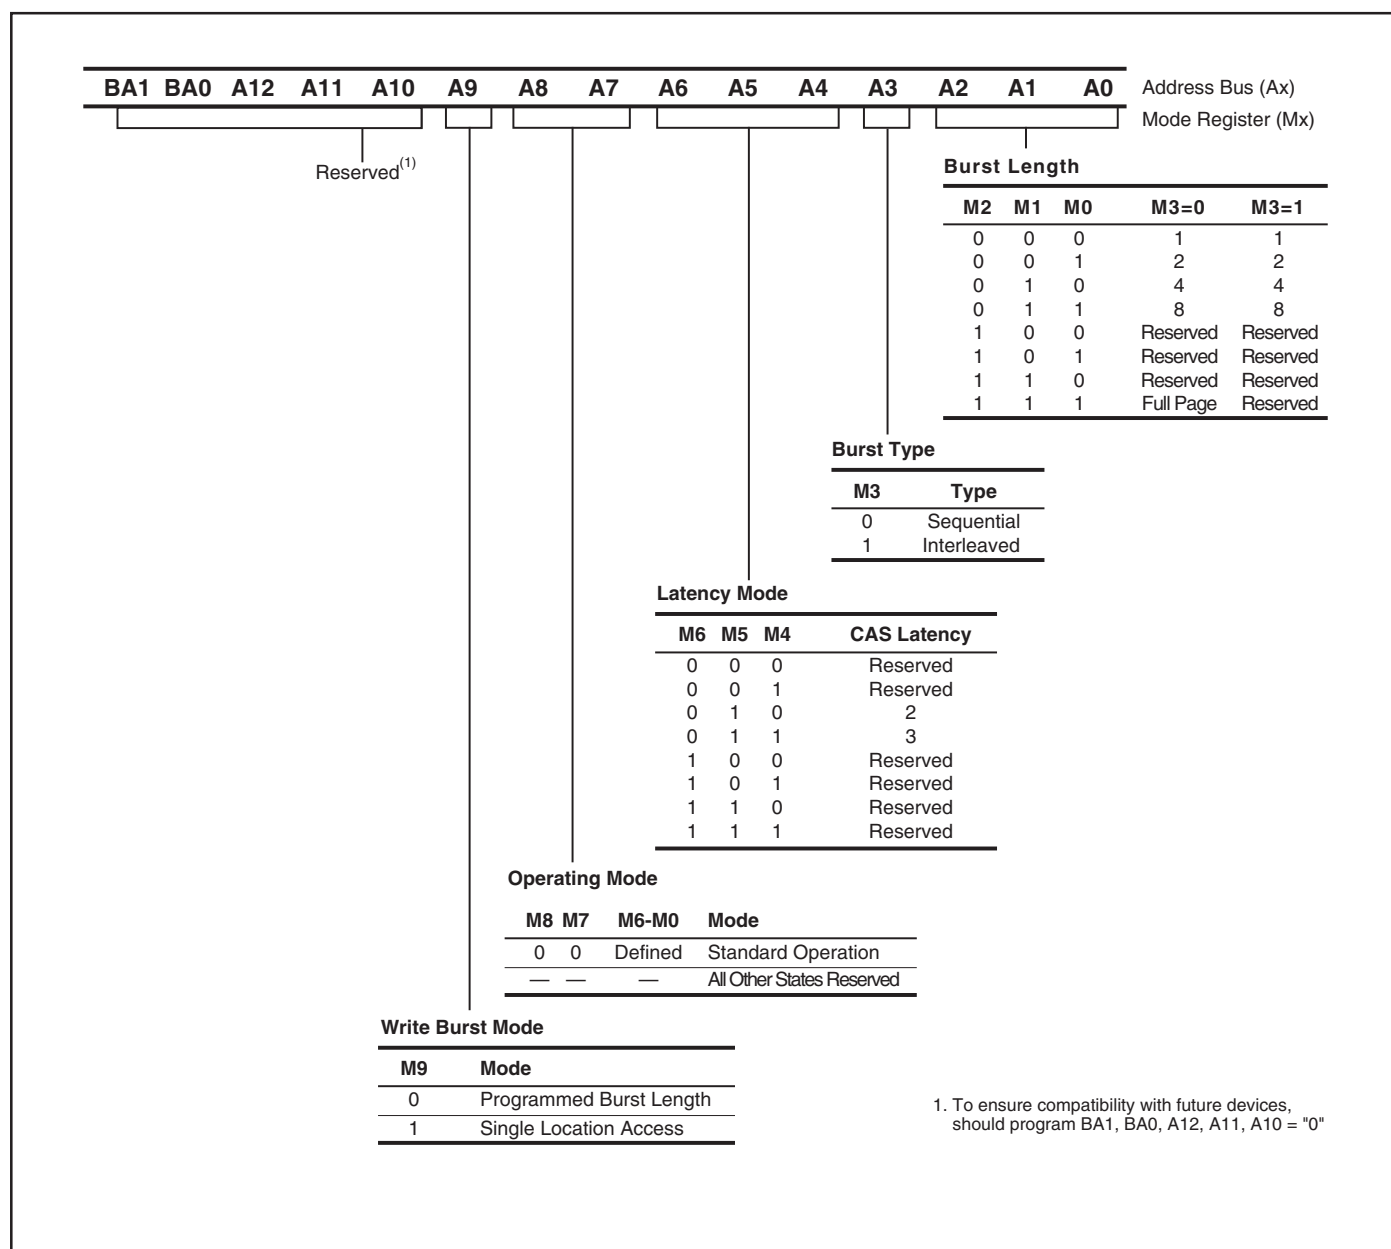 BA1 BA0 A12 A11 A10 A9 A8 A7 A6 A5 A4 A3 A2 A1 A0 Address Bus (Ax)
Mode Register (Mx)
Reserved(1)
Burst Length
M2 M1 M0 M3=0 M3=1
0 0 0 1 1
0 0 1 2 2
0 1 0 4 4
0 1 1 8 8
1 0 0 Reserved Reserved
1 0 1 Reserved Reserved
1 1 0 Reserved Reserved
1 1 1 Full Page Reserved
Burst Type
M3 Type
0 Sequential
1 Interleaved
Latency Mode
M6 M5 M4 CAS Latency
0 0 0 Reserved
0 0 1 Reserved
0 1 0 2
0 1 1 3
1 0 0 Reserved
1 0 1 Reserved
1 1 0 Reserved
1 1 1 Reserved
Operating Mode
M8 M7 M6-M0 Mode
0 0 Defined Standard Operation
— — — All Other States Reserved
Write Burst Mode
M9 Mode
0 Programmed Burst Length
1 Single Location Access
1. To ensure compatibility with future devices,
should program BA1, BA0, A12, A11, A10 = "0"